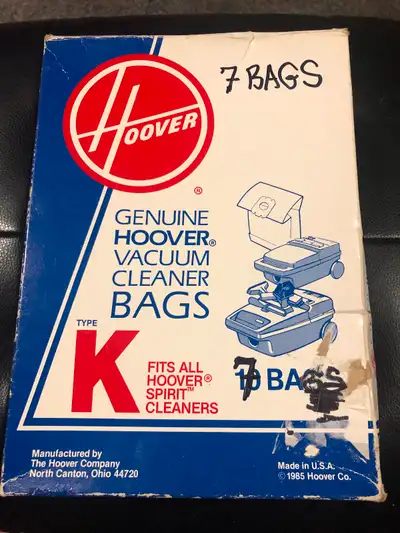 HOOVER
®
7 BAGS
GENUINE
HOOVER®
VACUUM
CLEANER
BAGS
TYPE
K
FITS ALL
HOOVER®
SPIRIT™
CLEANERS
7 BAGS
Manufactured by
The Hoover Company
North Canton, Ohio 44720
Made in U.S.A.
©1985 Hoover Co.